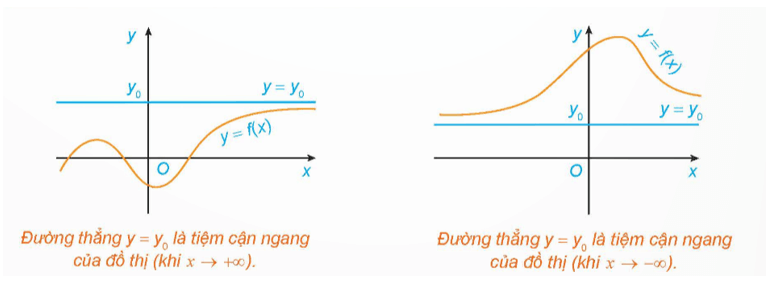 y
y₀
y = y₀
y = f(x)
O
x
Đường thẳng y = y₀ là tiệm cận ngang
của đồ thị (khi x → +∞).
y
y = f(x)
y₀
y = y₀
O
x
Đường thẳng y = y₀ là tiệm cận ngang
của đồ thị (khi x → −∞).